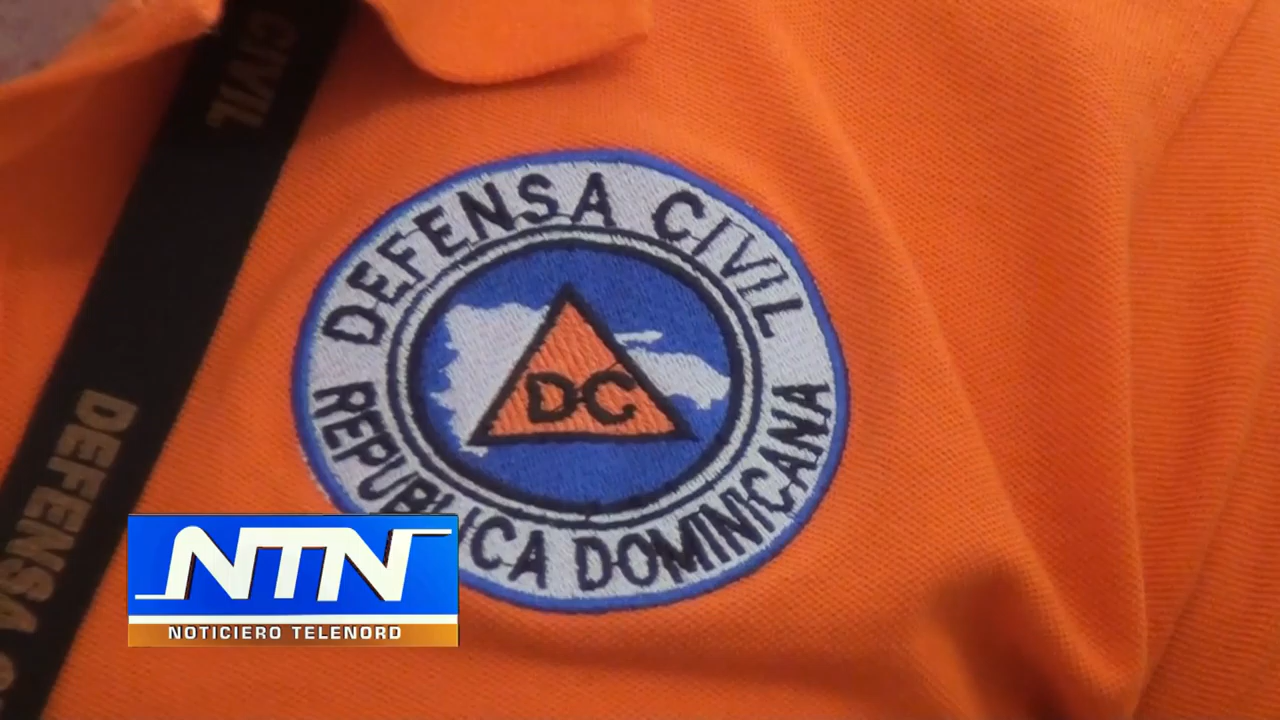 CIVIL
DEFENSA CIVIL
DC
REPUBLICA DOMINICANA
DEFENSA
NTN
NOTICIERO TELENORD